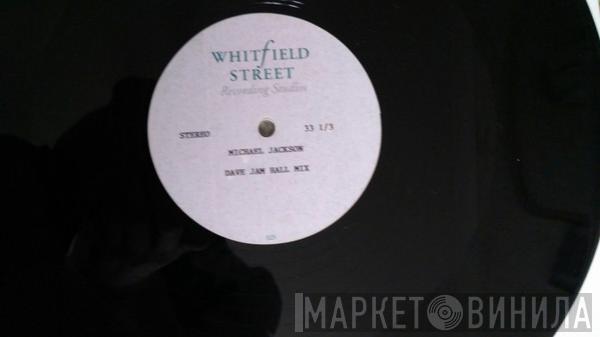 WHITFIELD
STREET
Recording Studios
STEREO 33 1/3
MICHAEL JACKSON
DAVE JAM HALL MIX
МАРКЕТ ВИНИЛА